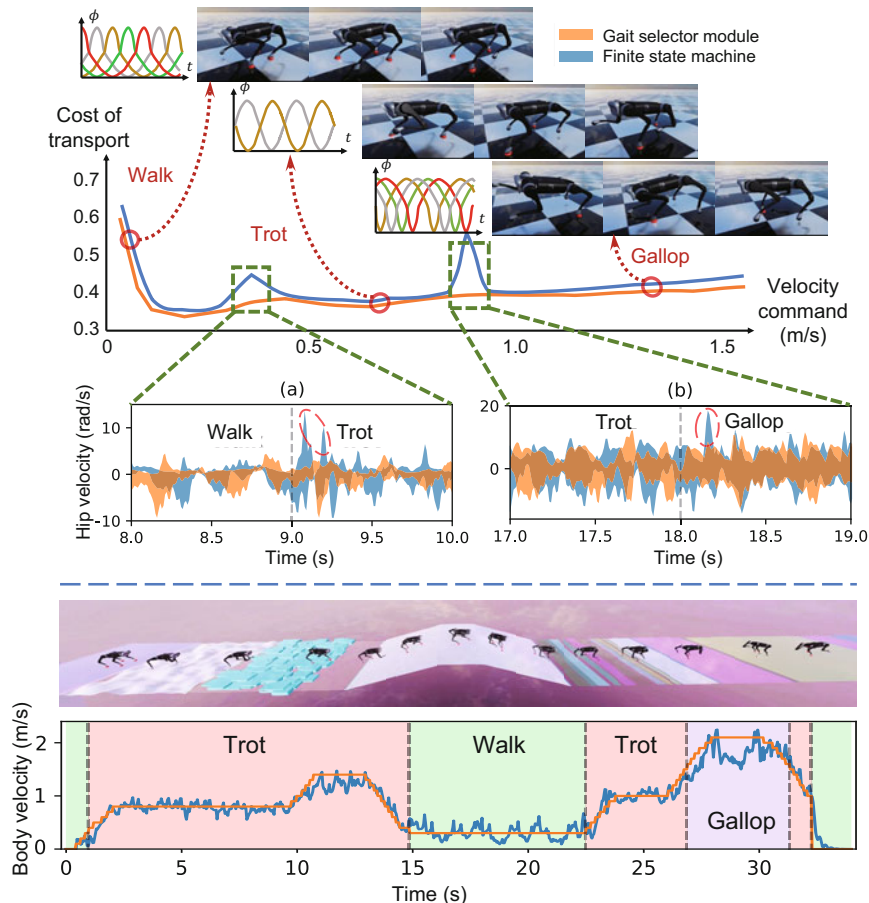 ϕ
t
Gait selector module
Finite state machine
ϕ
t
Cost of
transport
ϕ
t
Walk
Trot
Gallop
0.7
0.6
0.5
0.4
0.3
0
0.5
1.0
1.5
Velocity
command
(m/s)
(a)
Hip velocity (rad/s)
10
0
-10
Walk
Trot
8.0
8.5
9.0
9.5
10.0
Time (s)
(b)
20
0
Trot
Gallop
17.0
17.5
18.0
18.5
19.0
Time (s)
Body velocity (m/s)
2
1
0
Trot
Walk
Trot
Gallop
0
5
10
15
20
25
30
Time (s)